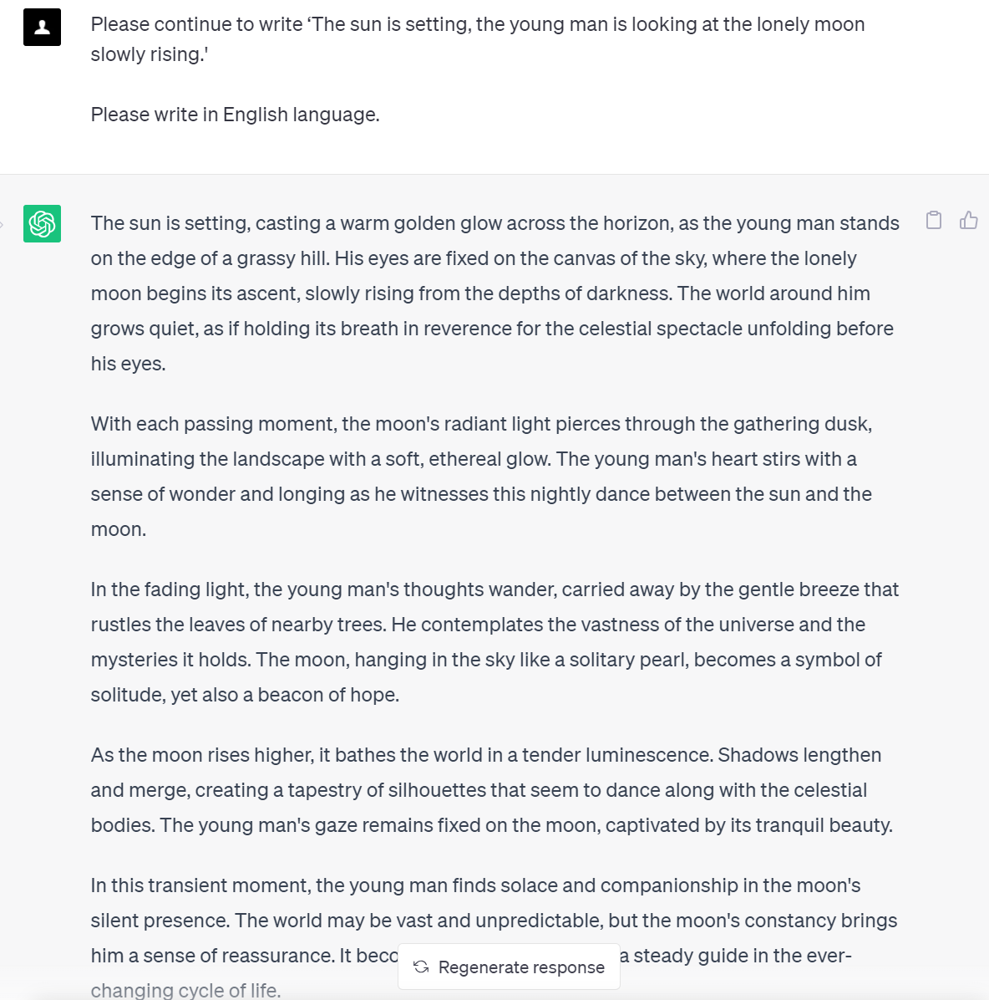 Please continue to write ‘The sun is setting, the young man is looking at the lonely moon
slowly rising.'
Please write in English language.
The sun is setting, casting a warm golden glow across the horizon, as the young man stands
on the edge of a grassy hill. His eyes are fixed on the canvas of the sky, where the lonely
moon begins its ascent, slowly rising from the depths of darkness. The world around him
grows quiet, as if holding its breath in reverence for the celestial spectacle unfolding before
his eyes.
With each passing moment, the moon's radiant light pierces through the gathering dusk,
illuminating the landscape with a soft, ethereal glow. The young man's heart stirs with a
sense of wonder and longing as he witnesses this nightly dance between the sun and the
moon.
In the fading light, the young man's thoughts wander, carried away by the gentle breeze that
rustles the leaves of nearby trees. He contemplates the vastness of the universe and the
mysteries it holds. The moon, hanging in the sky like a solitary pearl, becomes a symbol of
solitude, yet also a beacon of hope.
As the moon rises higher, it bathes the world in a tender luminescence. Shadows lengthen
and merge, creating a tapestry of silhouettes that seem to dance along with the celestial
bodies. The young man's gaze remains fixed on the moon, captivated by its tranquil beauty.
In this transient moment, the young man finds solace and companionship in the moon's
silent presence. The world may be vast and unpredictable, but the moon's constancy brings
him a sense of reassurance. It a steady guide in the ever-
changing cycle of life.
Regenerate response